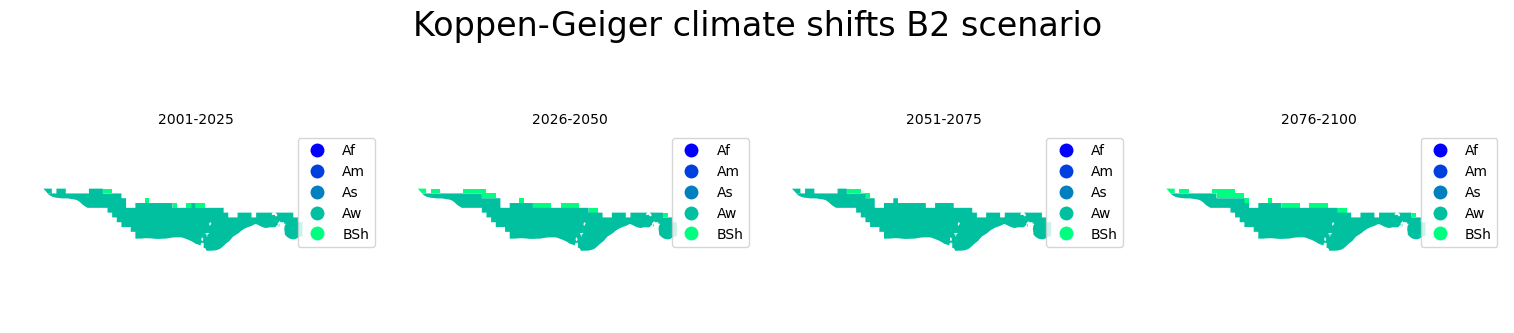 Koppen-Geiger climate shifts B2 scenario
2001-2025
Af
Am
As
Aw
BSh
2026-2050
Af
Am
As
Aw
BSh
2051-2075
Af
Am
As
Aw
BSh
2076-2100
Af
Am
As
Aw
BSh